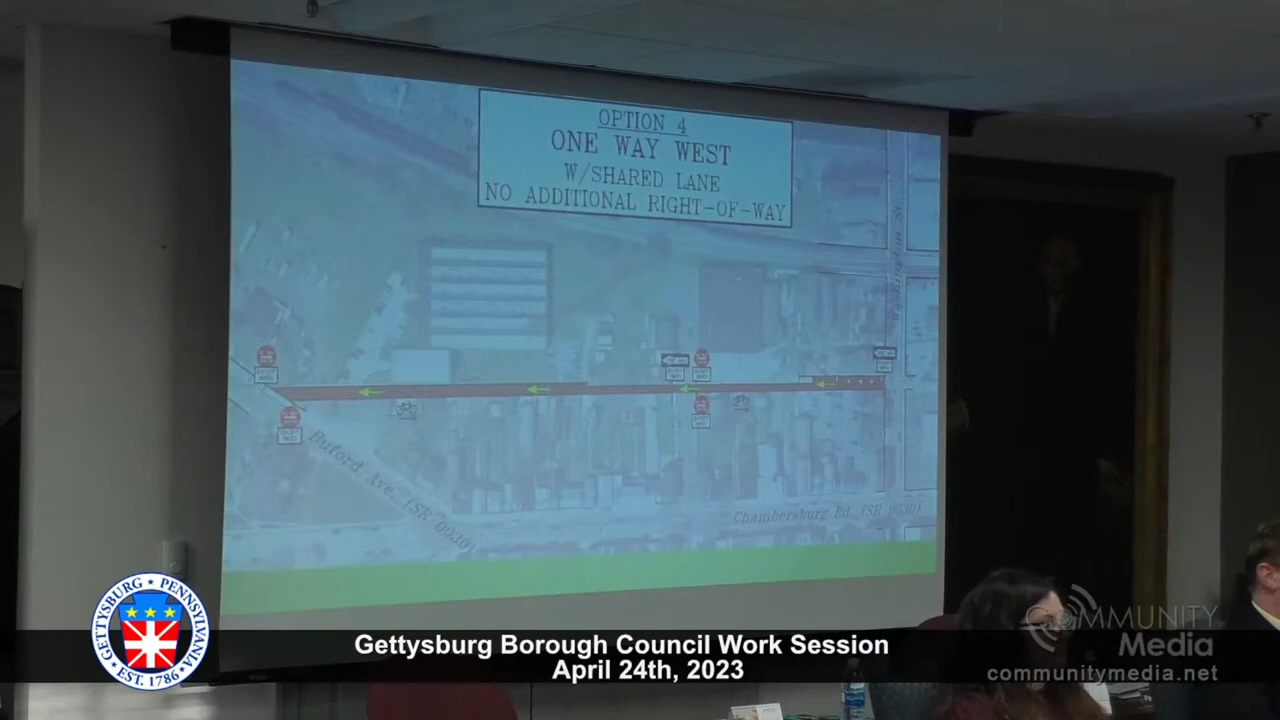 OPTION 4
ONE WAY WEST
W/SHARED LANE
NO ADDITIONAL RIGHT-OF-WAY
Buford Ave. (SR 0030)
Chambersburg Rd. (SR 0030)
GETTYSBURG ★ PENNSYLVANIA
EST. 1786
Gettysburg Borough Council Work Session
April 24th, 2023
COMMUNITY
Media
communitymedia.net